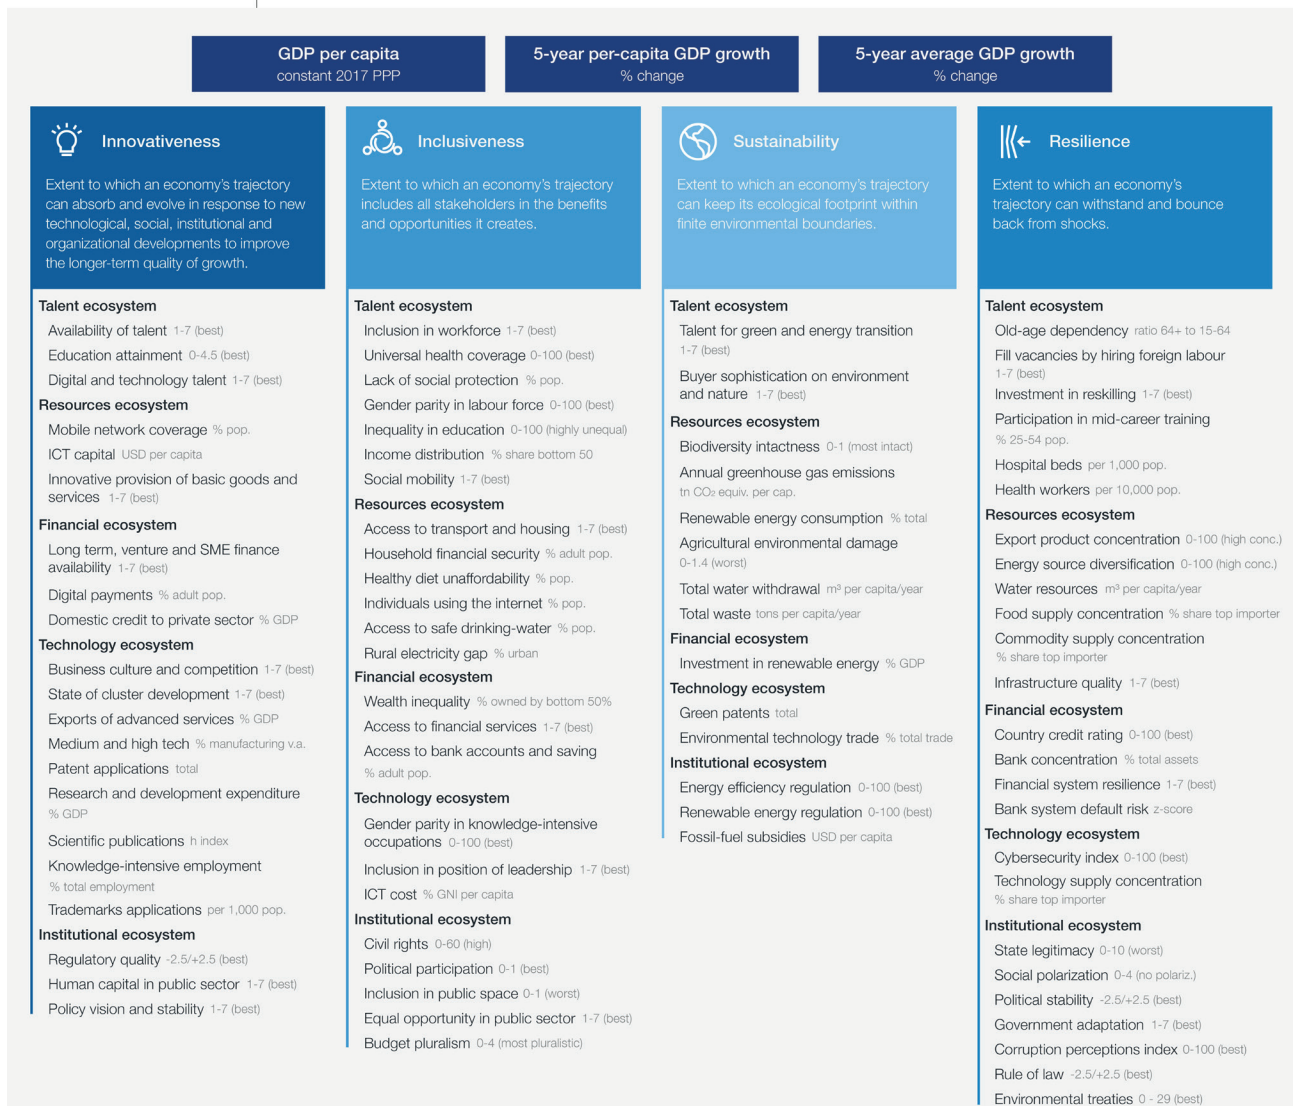 GDP per capita
constant 2017 PPP
5-year per-capita GDP growth
% change
5-year average GDP growth
% change
Innovativeness
Extent to which an economy's trajectory
can absorb and evolve in response to new
technological, social, institutional and
organizational developments to improve
the longer-term quality of growth.
Talent ecosystem
Availability of talent 1-7 (best)
Education attainment 0-4.5 (best)
Digital and technology talent 1-7 (best)
Resources ecosystem
Mobile network coverage % pop.
ICT capital USD per capita
Innovative provision of basic goods and
services 1-7 (best)
Financial ecosystem
Long term, venture and SME finance
availability 1-7 (best)
Digital payments % adult pop.
Domestic credit to private sector % GDP
Technology ecosystem
Business culture and competition 1-7 (best)
State of cluster development 1-7 (best)
Exports of advanced services % GDP
Medium and high tech % manufacturing v.a.
Patent applications total
Research and development expenditure
% GDP
Scientific publications h index
Knowledge-intensive employment
% total employment
Trademarks applications per 1,000 pop.
Institutional ecosystem
Regulatory quality -2.5/+2.5 (best)
Human capital in public sector 1-7 (best)
Policy vision and stability 1-7 (best)
Inclusiveness
Extent to which an economy's trajectory
includes all stakeholders in the benefits
and opportunities it creates.
Talent ecosystem
Inclusion in workforce 1-7 (best)
Universal health coverage 0-100 (best)
Lack of social protection % pop.
Gender parity in labour force 0-100 (best)
Inequality in education 0-100 (highly unequal)
Income distribution % share bottom 50
Social mobility 1-7 (best)
Resources ecosystem
Access to transport and housing 1-7 (best)
Household financial security % adult pop.
Healthy diet unaffordability % pop.
Individuals using the internet % pop.
Access to safe drinking-water % pop.
Rural electricity gap % urban
Financial ecosystem
Wealth inequality % owned by bottom 50%
Access to financial services 1-7 (best)
Access to bank accounts and saving
% adult pop.
Technology ecosystem
Gender parity in knowledge-intensive
occupations 0-100 (best)
Inclusion in position of leadership 1-7 (best)
ICT cost % GNI per capita
Institutional ecosystem
Civil rights 0-60 (high)
Political participation 0-1 (best)
Inclusion in public space 0-1 (worst)
Equal opportunity in public sector 1-7 (best)
Budget pluralism 0-4 (most pluralistic)
Sustainability
Extent to which an economy's trajectory
can keep its ecological footprint within
finite environmental boundaries.
Talent ecosystem
Talent for green and energy transition
1-7 (best)
Buyer sophistication on environment
and nature 1-7 (best)
Resources ecosystem
Biodiversity intactness 0-1 (most intact)
Annual greenhouse gas emissions
tn CO₂ equiv. per cap.
Renewable energy consumption % total
Agricultural environmental damage
0-1.4 (worst)
Total water withdrawal m³ per capita/year
Total waste tons per capita/year
Financial ecosystem
Investment in renewable energy % GDP
Technology ecosystem
Green patents total
Environmental technology trade % total trade
Institutional ecosystem
Energy efficiency regulation 0-100 (best)
Renewable energy regulation 0-100 (best)
Fossil-fuel subsidies USD per capita
Resilience
Extent to which an economy's
trajectory can withstand and bounce
back from shocks.
Talent ecosystem
Old-age dependency ratio 64+ to 15-64
Fill vacancies by hiring foreign labour
1-7 (best)
Investment in reskilling 1-7 (best)
Participation in mid-career training
% 25-54 pop.
Hospital beds per 1,000 pop.
Health workers per 10,000 pop.
Resources ecosystem
Export product concentration 0-100 (high conc.)
Energy source diversification 0-100 (high conc.)
Water resources m³ per capita/year
Food supply concentration % share top importer
Commodity supply concentration
% share top importer
Infrastructure quality 1-7 (best)
Financial ecosystem
Country credit rating 0-100 (best)
Bank concentration % total assets
Financial system resilience 1-7 (best)
Bank system default risk z-score
Technology ecosystem
Cybersecurity index 0-100 (best)
Technology supply concentration
% share top importer
Institutional ecosystem
State legitimacy 0-10 (worst)
Social polarization 0-4 (no polariz.)
Political stability -2.5/+2.5 (best)
Government adaptation 1-7 (best)
Corruption perceptions index 0-100 (best)
Rule of law -2.5/+2.5 (best)
Environmental treaties 0 - 29 (best)